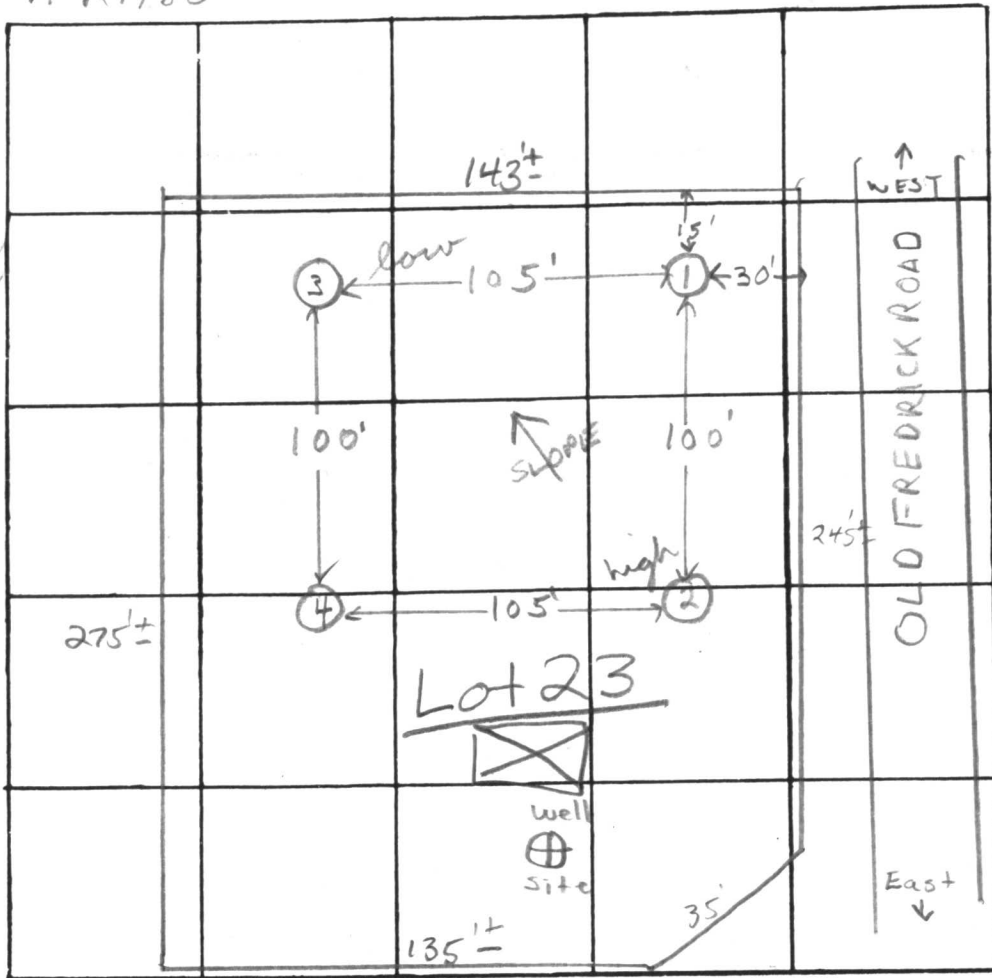 143'±
WEST
15'
low
3
105'
1
30'
100'
SLOPE
100'
OLD FREDRICK ROAD
245'±
high
4
105'
2
275'±
Lot 23
well
site
East
35'
135'±